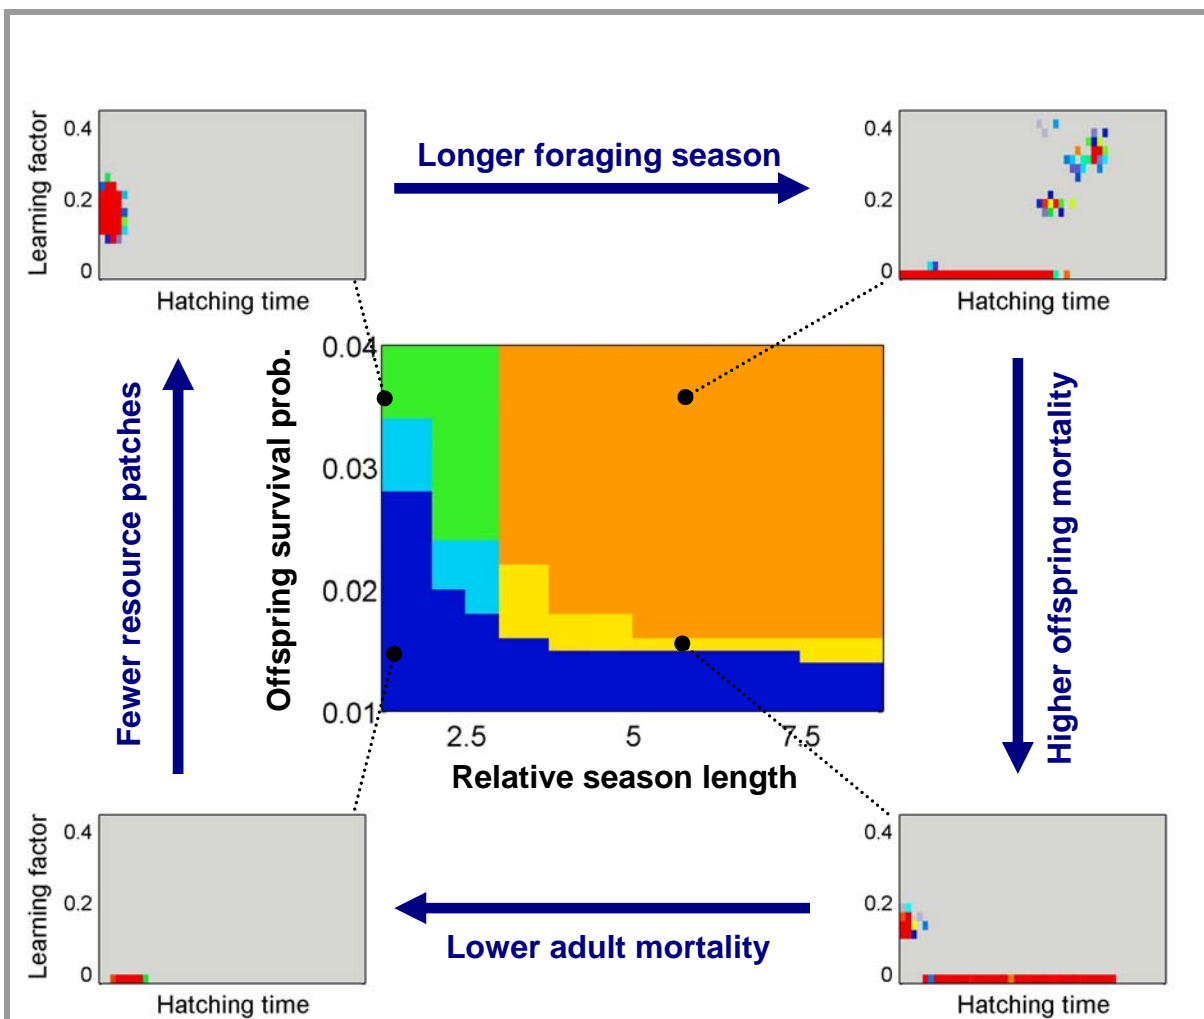 Learning factor
0.4
0.2
0
Hatching time
Longer foraging season
0.4
0.2
0
Hatching time
Fewer resource patches
Offspring survival prob.
0.04
0.03
0.02
0.01
2.5
5
7.5
Relative season length
Higher offspring mortality
Learning factor
0.4
0.2
0
Hatching time
Lower adult mortality
0.4
0.2
0
Hatching time